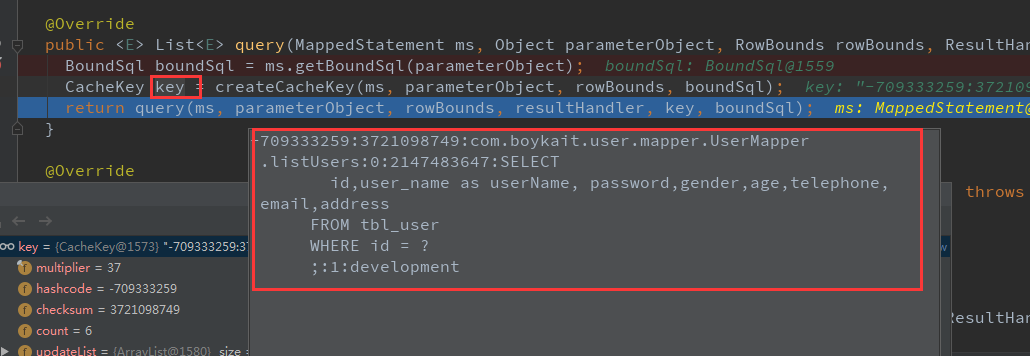 @Override
public <E> List<E> query(MappedStatement ms, Object parameterObject, RowBounds rowBounds, ResultH
BoundSql boundSql = ms.getBoundSql(parameterObject);  boundSql: BoundSql@1559
CacheKey key = createCacheKey(ms, parameterObject, rowBounds, boundSql);  key: "-709333259:372109
return query(ms, parameterObject, rowBounds, resultHandler, key, boundSql);  ms: MappedStatement@
}
-709333259:3721098749:com.boykait.user.mapper.UserMapper
.listUsers:0:2147483647:SELECT
id,user_name as userName, password,gender,age,telephone,
email,address
FROM tbl_user
WHERE id = ?
;:1:development
@Override
throws
key = {CacheKey@1573} "-709333259:37
multiplier = 37
hashcode = -709333259
checksum = 3721098749
count = 6
updateList = {ArrayList@1580} size =
ResultHan